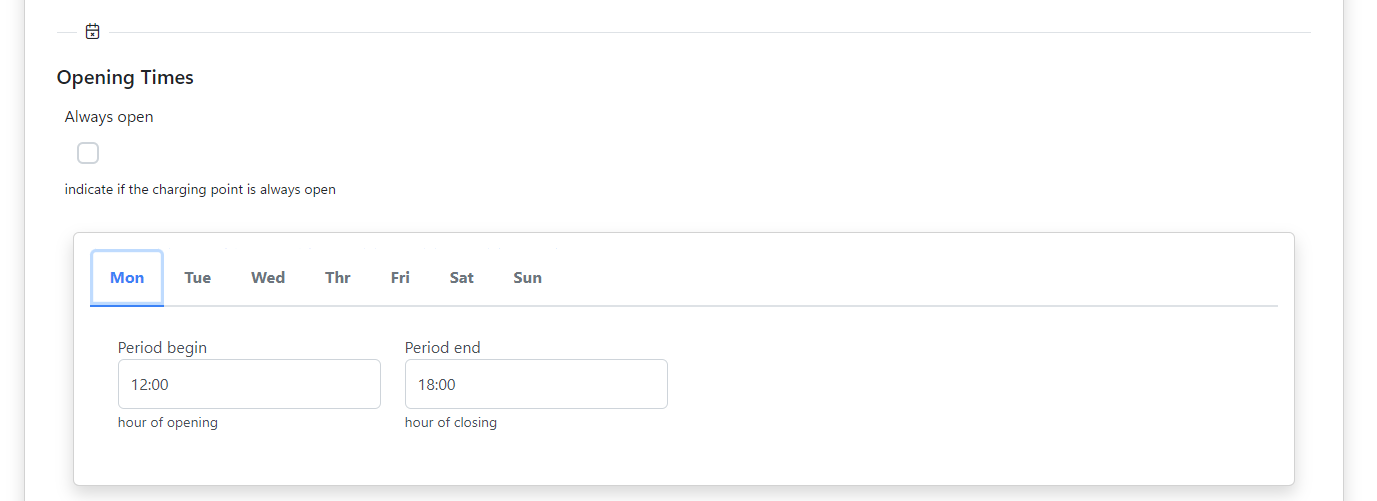 Opening Times
Always open
indicate if the charging point is always open
Mon Tue Wed Thr Fri Sat Sun
Period begin Period end
12:00 18:00
hour of opening hour of closing